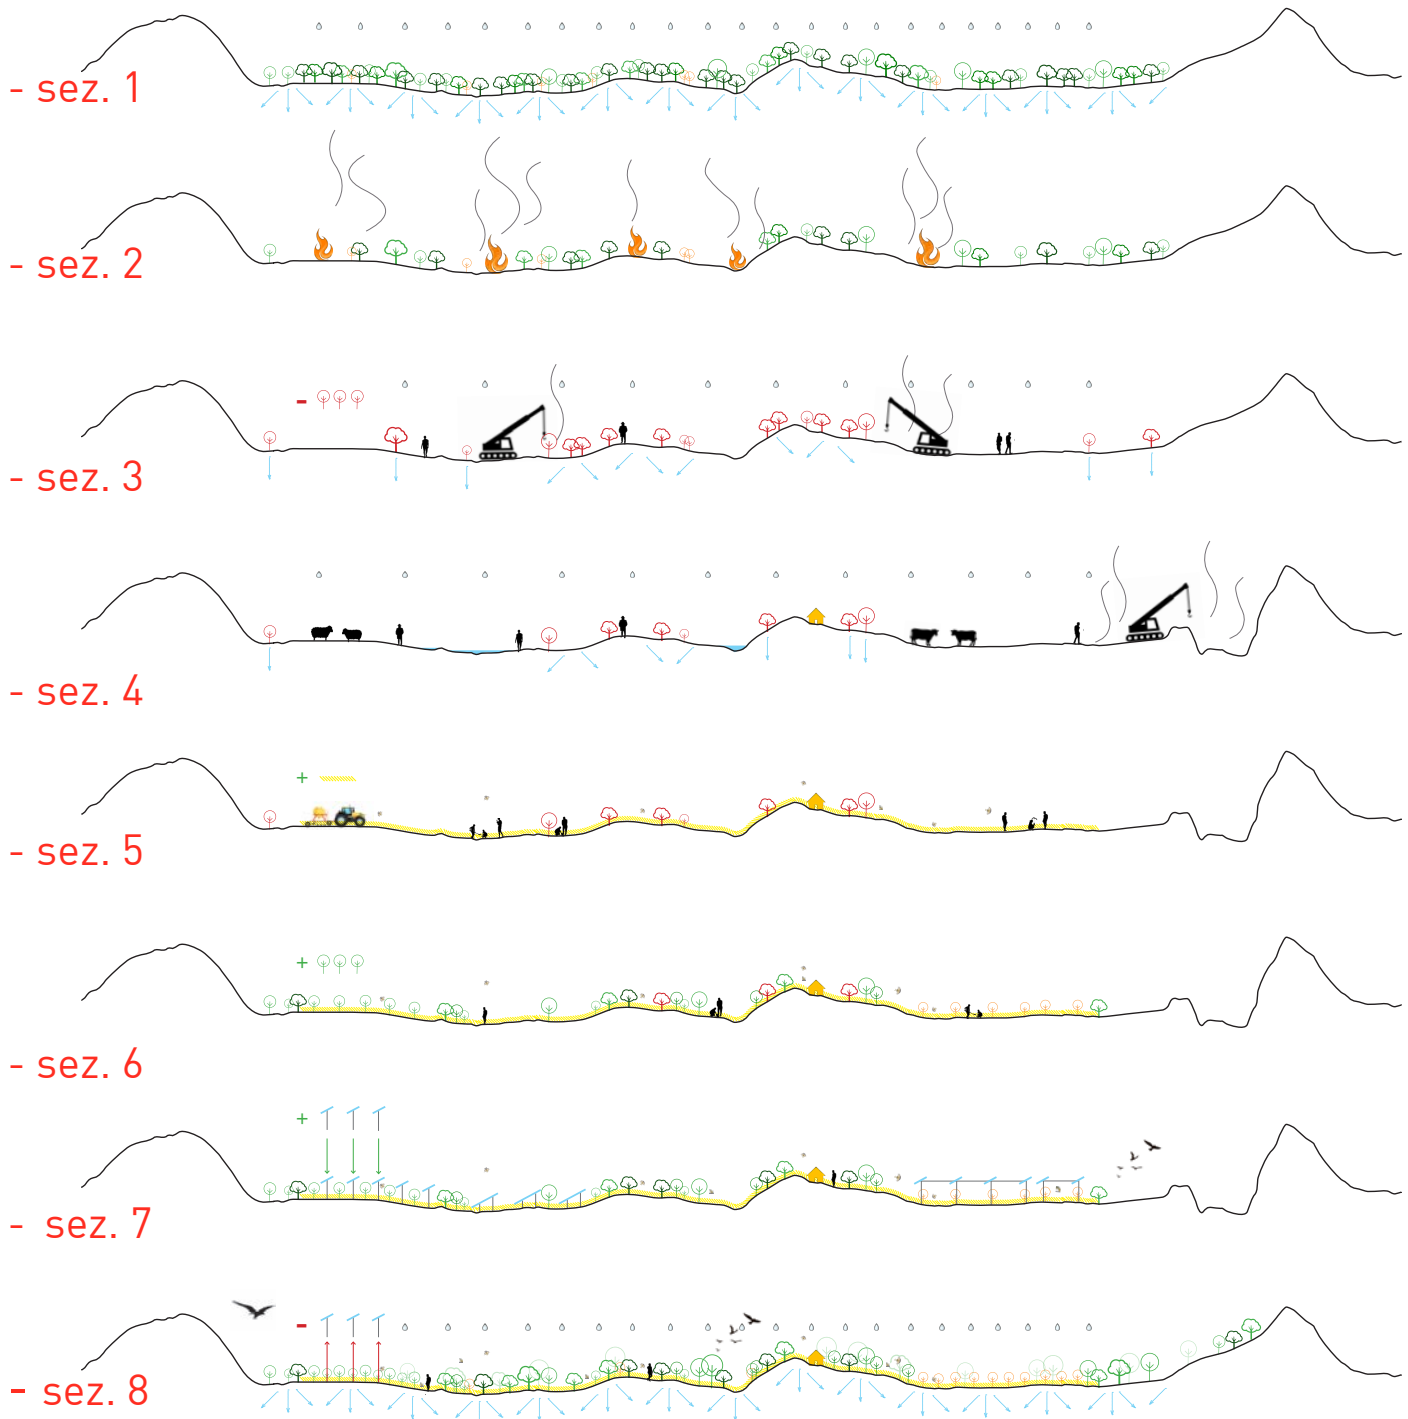 - sez. 1
- sez. 2
-
- sez. 3
- sez. 4
+
- sez. 5
+
- sez. 6
+
- sez. 7
-
- sez. 8